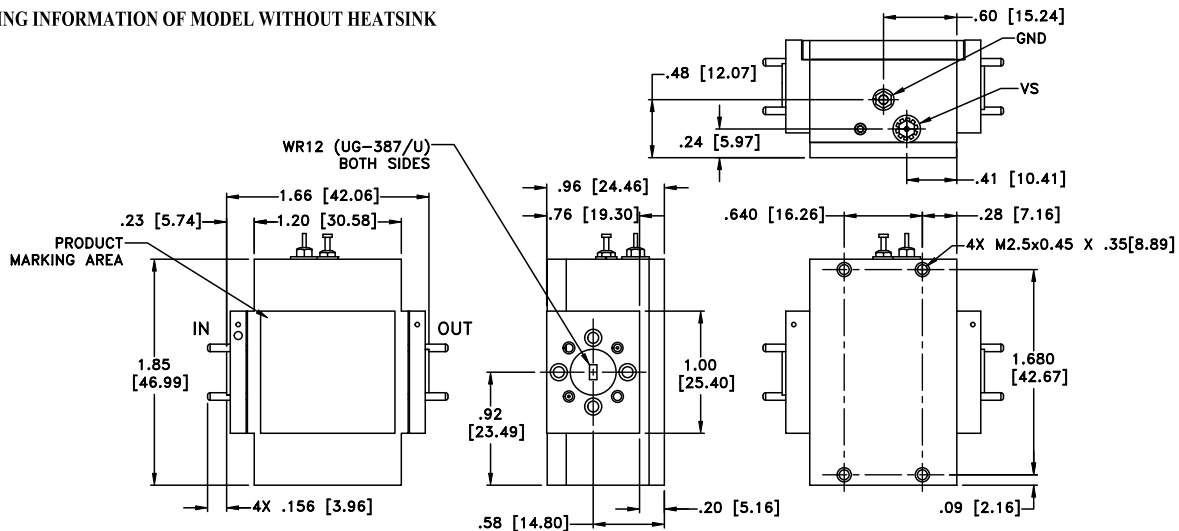 ING INFORMATION OF MODEL WITHOUT HEATSINK
.60 [15.24]
GND
.48 [12.07]
VS
.24 [5.97]
.41 [10.41]
WR12 (UG-387/U)
BOTH SIDES
.96 [24.46]
1.66 [42.06]
.76 [19.30]
.640 [16.26]
.28 [7.16]
.23 [5.74]
1.20 [30.58]
4X M2.5x0.45 X .35[8.89]
PRODUCT
MARKING AREA
IN
OUT
1.85
[46.99]
1.00
[25.40]
1.680
[42.67]
.92
[23.49]
4X .156 [3.96]
.20 [5.16]
.09 [2.16]
.58 [14.80]